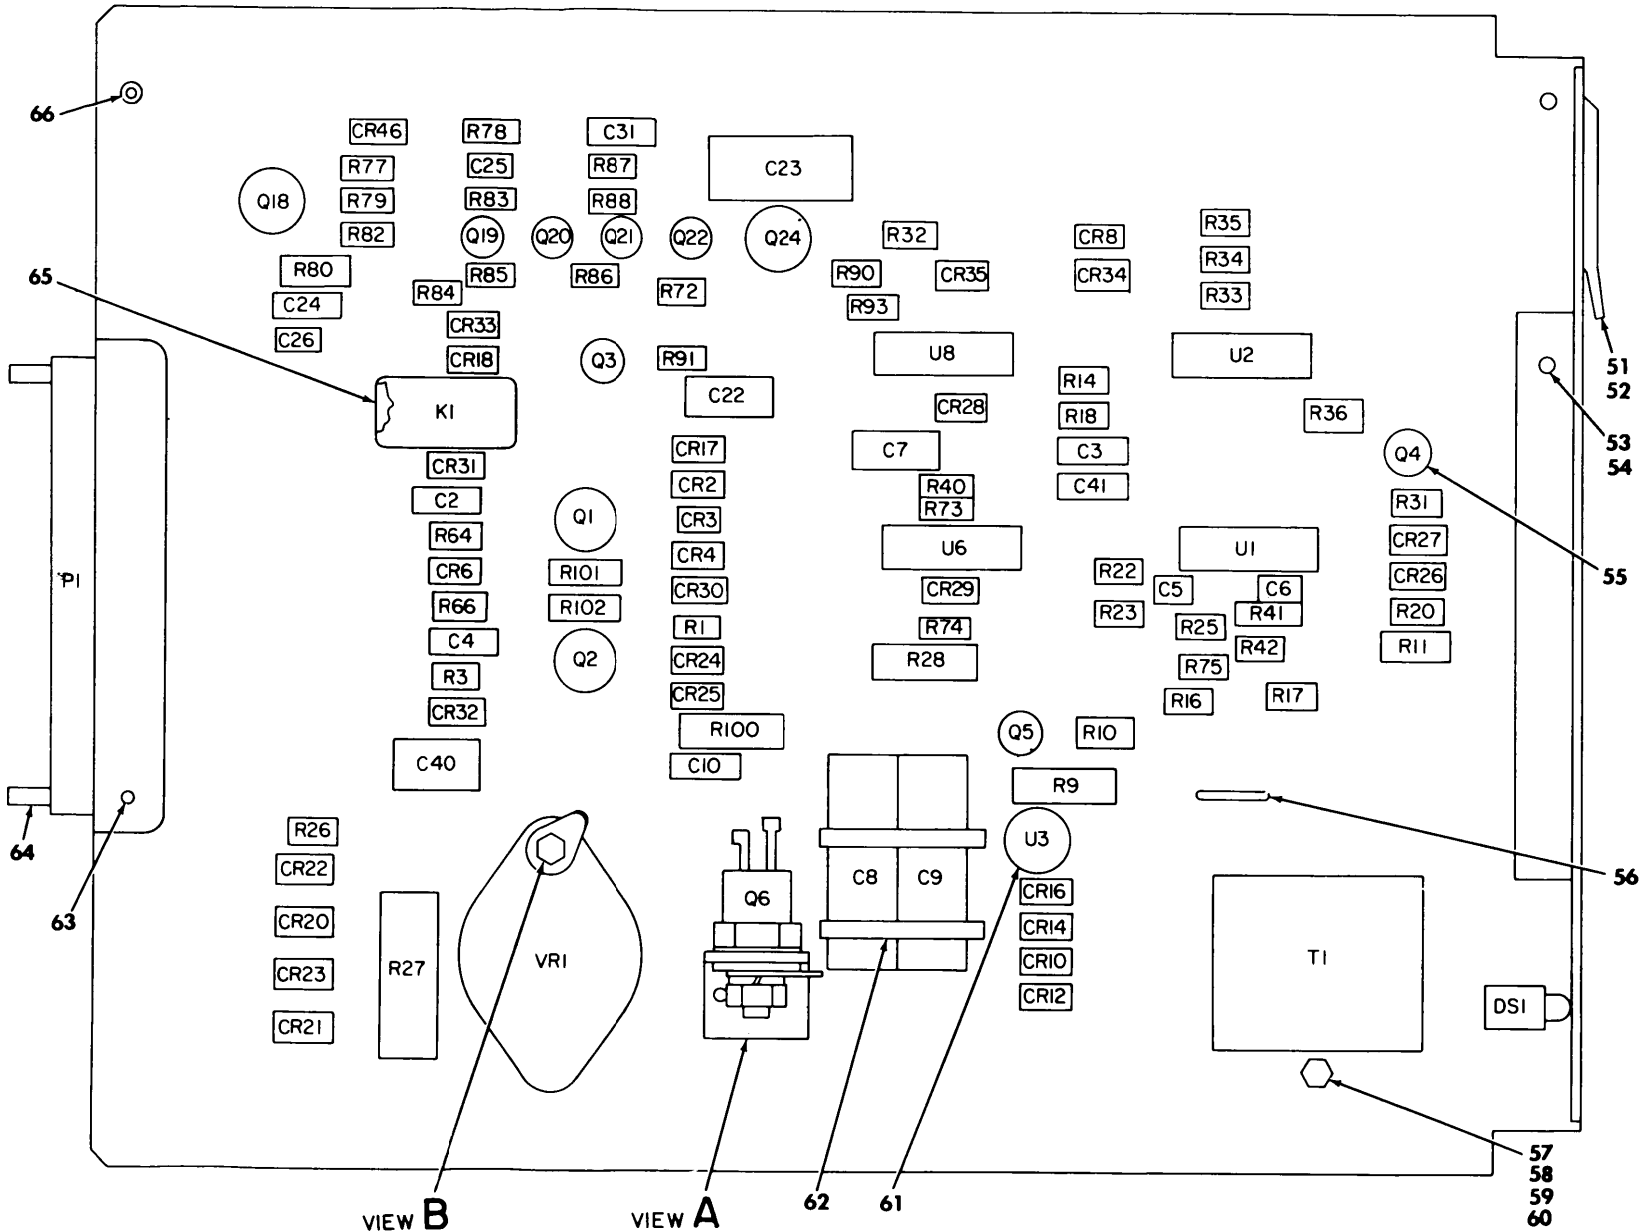 66
CR46 R78 C31
R77 C25 R87 C23
Q18 R79 R83 R88
R82 Q19 Q20 Q21 Q22 Q24 R32 CR8 R35
R80 R85 R86 R90 CR35 CR34 R34
65 C24 R84 R72 R93 R33
C26 CR33
CR18 Q3 R91 U8 U2
51
52
K1 C22 CR28 R14 R18 R36
53
54
CR17 C7 C3 Q4
CR31 CR2 R40 C41
C2 Q1 CR3 R73 R31
R64 CR4 U6 U1 CR27
P1 CR6 R101 CR30 CR29 R22 C5 C6 CR26 55
R66 R102 R1 R74 R23 R25 R41 R20
C4 Q2 CR24 R28 R75 R42 R11
R3 CR25 R16 R17
CR32 R100 Q5 R10
C40 C10 R9
64 R26 U3
63 CR22 Q6 C8 C9 CR16 56
CR20 CR14
CR23 R27 VR1 CR10 T1
CR21 CR12 DS1
57
58
59
60
VIEW B VIEW A 62 61